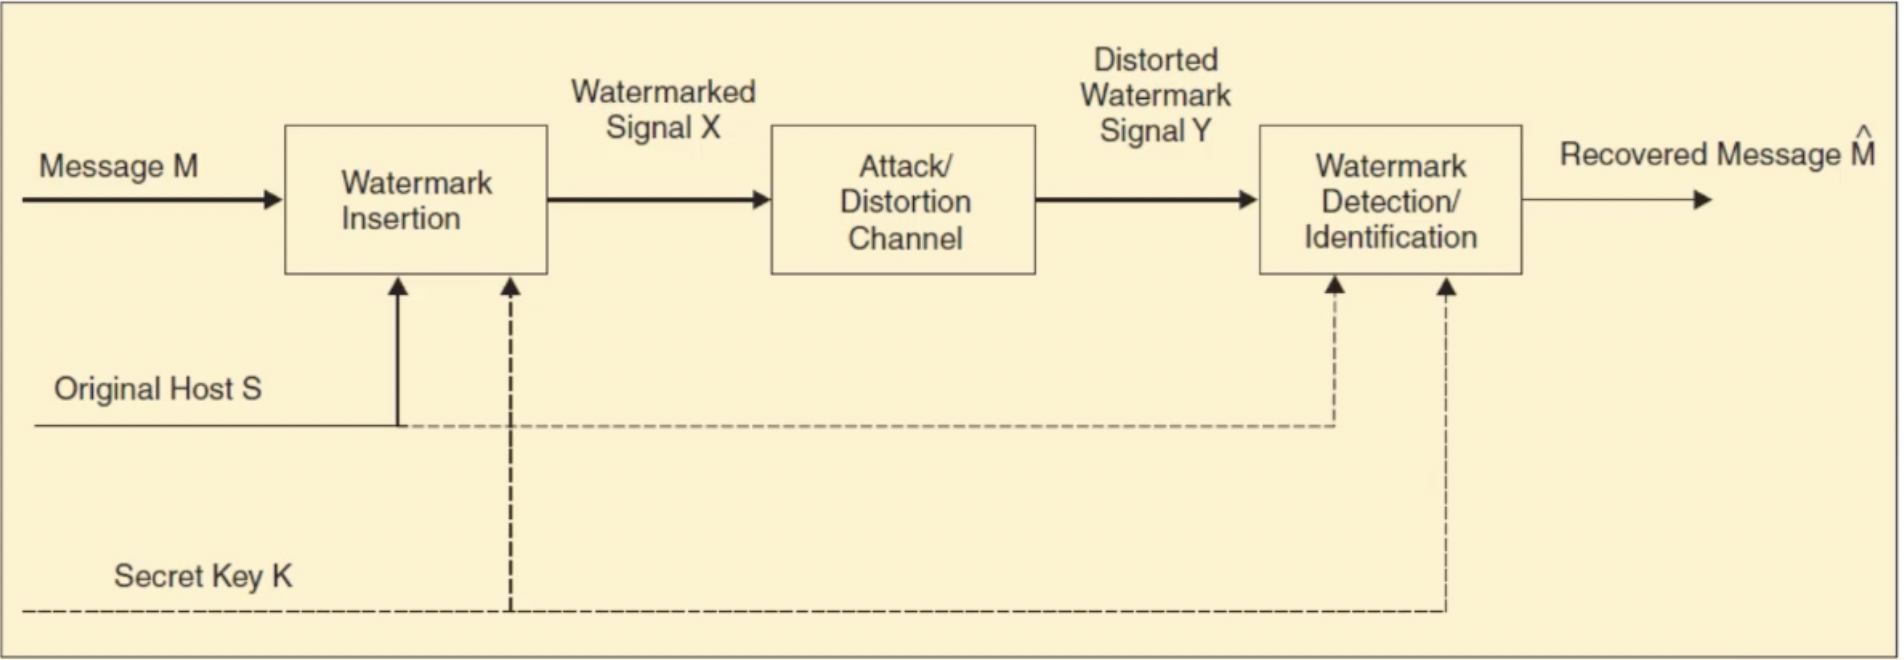 Message M
Watermark
Insertion
Watermarked
Signal X
Attack/
Distortion
Channel
Distorted
Watermark
Signal Y
Watermark
Detection/
Identification
Recovered Message M̂
Original Host S
Secret Key K